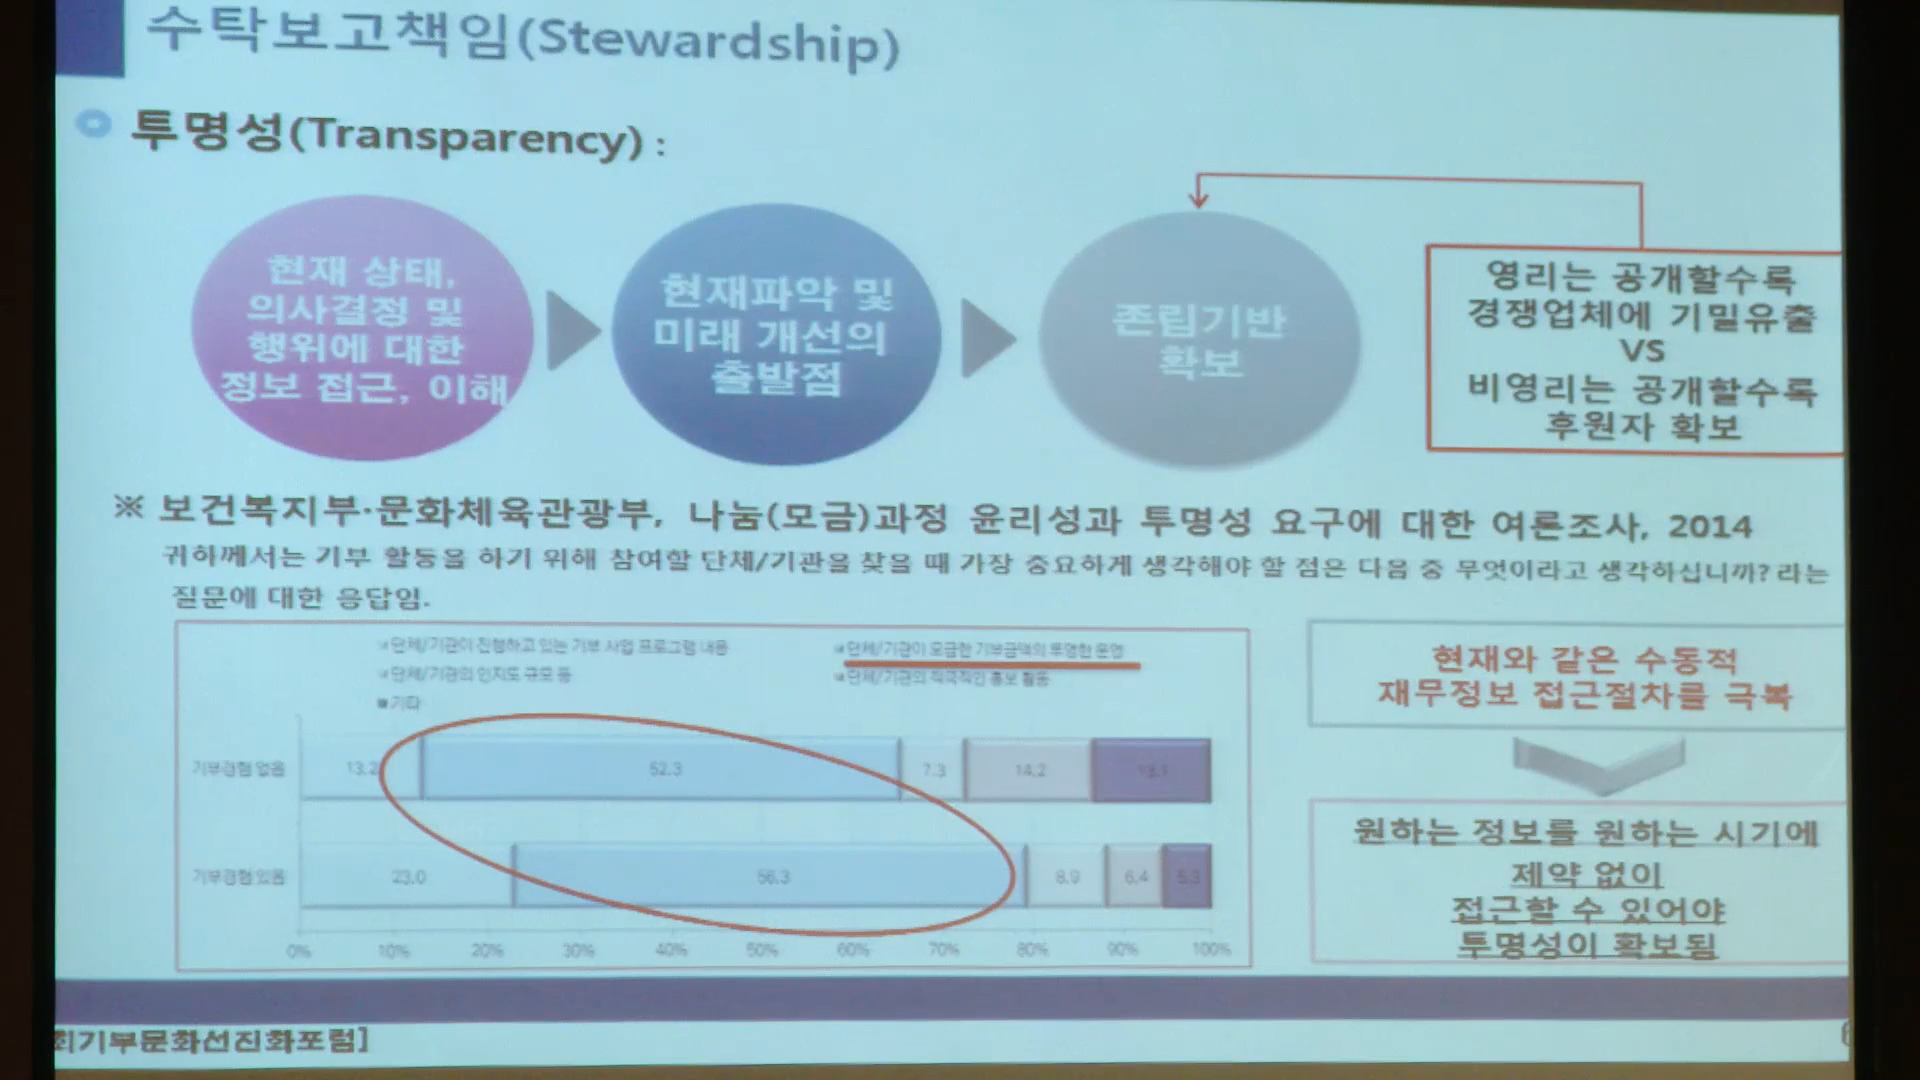 수탁보고책임(Stewardship)
투명성(Transparency) :
현재 상태,
의사결정 및
행위에 대한
정보 접근, 이해
현재파악 및
미래 개선의
출발점
존립기반
확보
영리는 공개할수록
경쟁업체에 기밀유출
VS
비영리는 공개할수록
후원자 확보
※ 보건복지부·문화체육관광부, 나눔(모금)과정 윤리성과 투명성 요구에 대한 여론조사, 2014
귀하께서는 기부 활동을 하기 위해 참여할 단체/기관을 찾을 때 가장 중요하게 생각해야 할 점은 다음 중 무엇이라고 생각하십니까? 라는
질문에 대한 응답임.
단체/기관이 진행하고 있는 기부 사업 프로그램 내용
단체/기관이 모금한 기부금액의 투명한 운영
단체/기관의 인지도 규모 등
단체/기관의 적극적인 홍보 활동
기타
기부경험 없음 13.2 52.3 7.3 14.2 13.1
기부경험 있음 23.0 56.3 8.9 6.4 5.3
0% 10% 20% 30% 40% 50% 60% 70% 80% 90% 100%
현재와 같은 수동적
재무정보 접근절차를 극복
원하는 정보를 원하는 시기에
제약 없이
접근할 수 있어야
투명성이 확보됨
회기부문화선진화포럼]